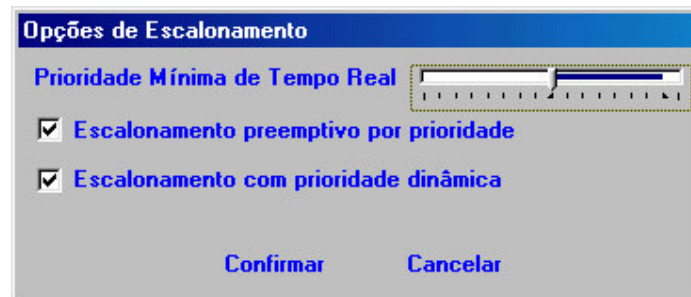 Opções de Escalonamento
Prioridade Mínima de Tempo Real
Escalonamento preemptivo por prioridade
Escalonamento com prioridade dinâmica
Confirmar Cancelar